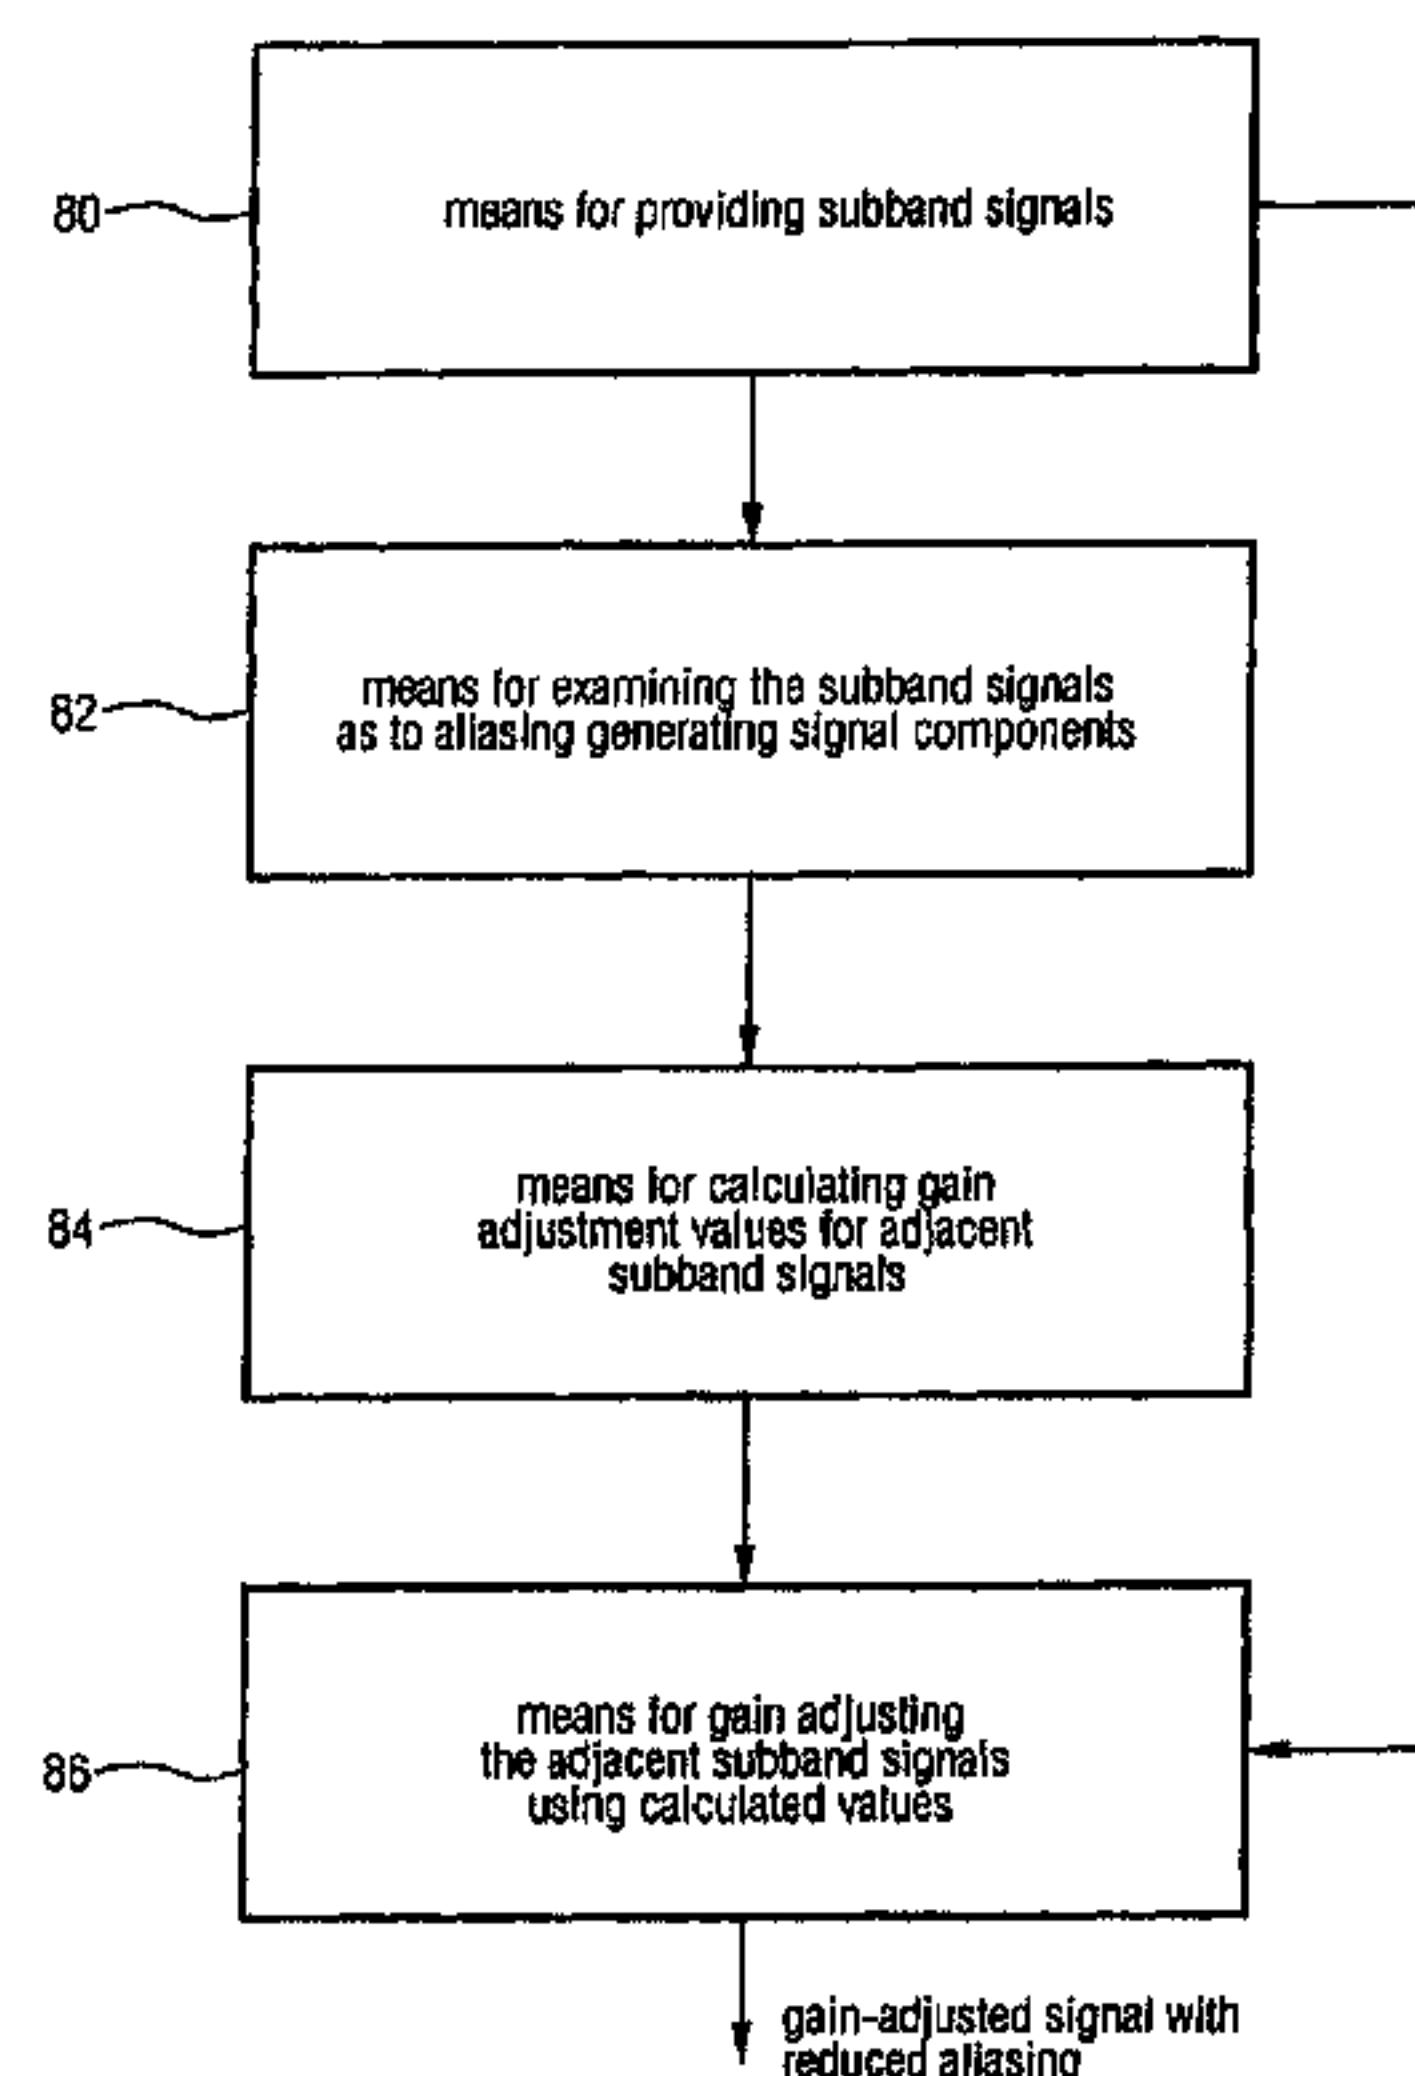 80
means for providing subband signals
82
means for examining the subband signals
as to aliasing generating signal components
84
means for calculating gain
adjustment values for adjacent
subband signals
86
means for gain adjusting
the adjacent subband signals
using calculated values
gain-adjusted signal with
reduced aliasing